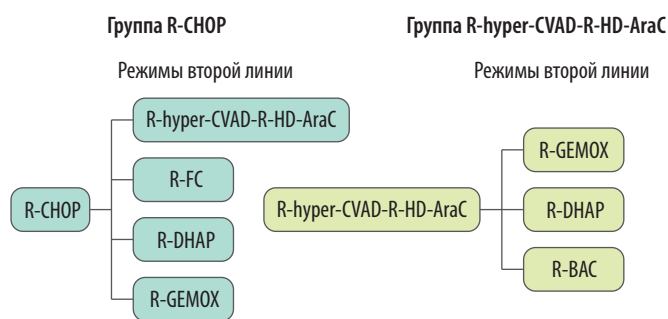 Группа R-CHOP
Режимы второй линии
R-CHOP
R-hyper-CVAD-R-HD-AraC
R-FC
R-DHAP
R-GEMOX
Группа R-hyper-CVAD-R-HD-AraC
Режимы второй линии
R-hyper-CVAD-R-HD-AraC
R-GEMOX
R-DHAP
R-BAC